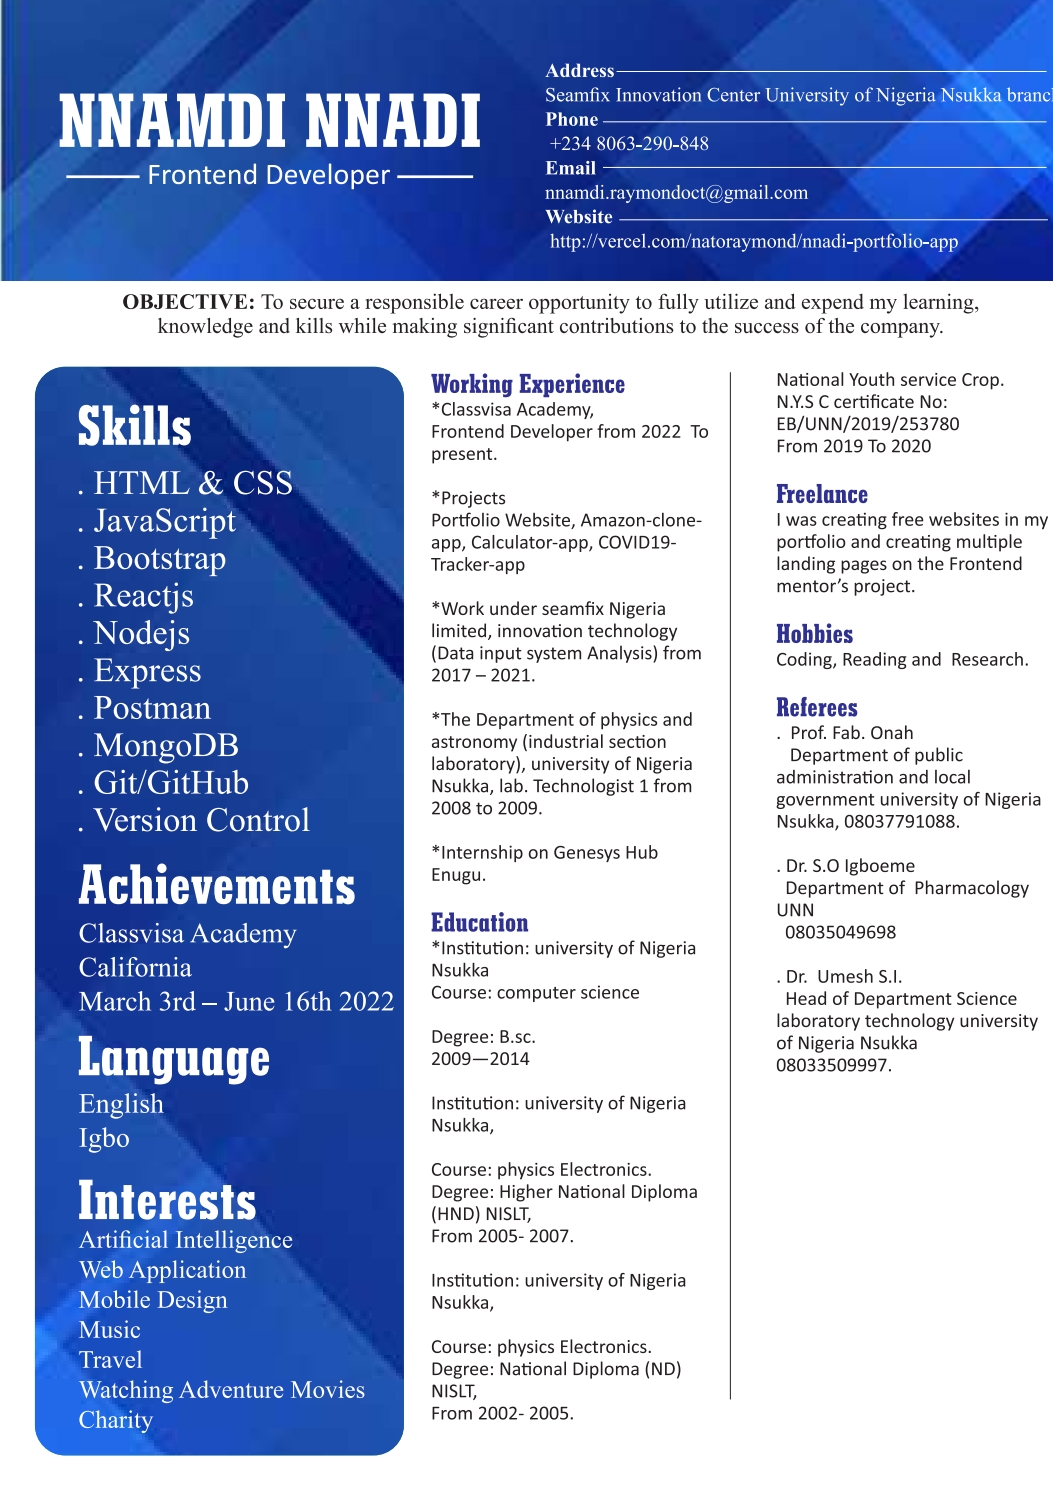 NNAMDI NNADI
Frontend Developer
Address
Seamfix Innovation Center University of Nigeria Nsukka
Phone
+234 8063-290-848
Email
nnamdi.raymondoct@gmail.com
Website
http://vercel.com/natoraymond/nnadi-portfolio-app
OBJECTIVE: To secure a responsible career opportunity to fully utilize and expend my learning,
knowledge and kills while making significant contributions to the success of the company.
Skills
. HTML & CSS
. JavaScript
. Bootstrap
. Reactjs
. Nodejs
. Express
. Postman
. MongoDB
. Git/GitHub
. Version Control
Achievements
Classvisa Academy
California
March 3rd – June 16th 2022
Language
English
Igbo
Interests
Artificial Intelligence
Web Application
Mobile Design
Music
Travel
Watching Adventure Movies
Charity
Working Experience
*Classvisa Academy,
Frontend Developer from 2022 To
present.
*Projects
Portfolio Website, Amazon-clone-
app, Calculator-app, COVID19-
Tracker-app
*Work under seamfix Nigeria
limited, innovation technology
(Data input system Analysis) from
2017 – 2021.
*The Department of physics and
astronomy (industrial section
laboratory), university of Nigeria
Nsukka, lab. Technologist 1 from
2008 to 2009.
*Internship on Genesys Hub
Enugu.
Education
*Institution: university of Nigeria
Nsukka
Course: computer science
Degree: B.sc.
2009—2014
Institution: university of Nigeria
Nsukka,
Course: physics Electronics.
Degree: Higher National Diploma
(HND) NISLT,
From 2005- 2007.
Institution: university of Nigeria
Nsukka,
Course: physics Electronics.
Degree: National Diploma (ND)
NISLT,
From 2002- 2005.
National Youth service Crop.
N.Y.S C certificate No:
EB/UNN/2019/253780
From 2019 To 2020
Freelance
I was creating free websites in my
portfolio and creating multiple
landing pages on the Frontend
mentor’s project.
Hobbies
Coding, Reading and Research.
Referees
. Prof. Fab. Onah
Department of public
administration and local
government university of Nigeria
Nsukka, 08037791088.
. Dr. S.O Igboeme
Department of Pharmacology
UNN
08035049698
. Dr. Umesh S.I.
Head of Department Science
laboratory technology university
of Nigeria Nsukka
08033509997.